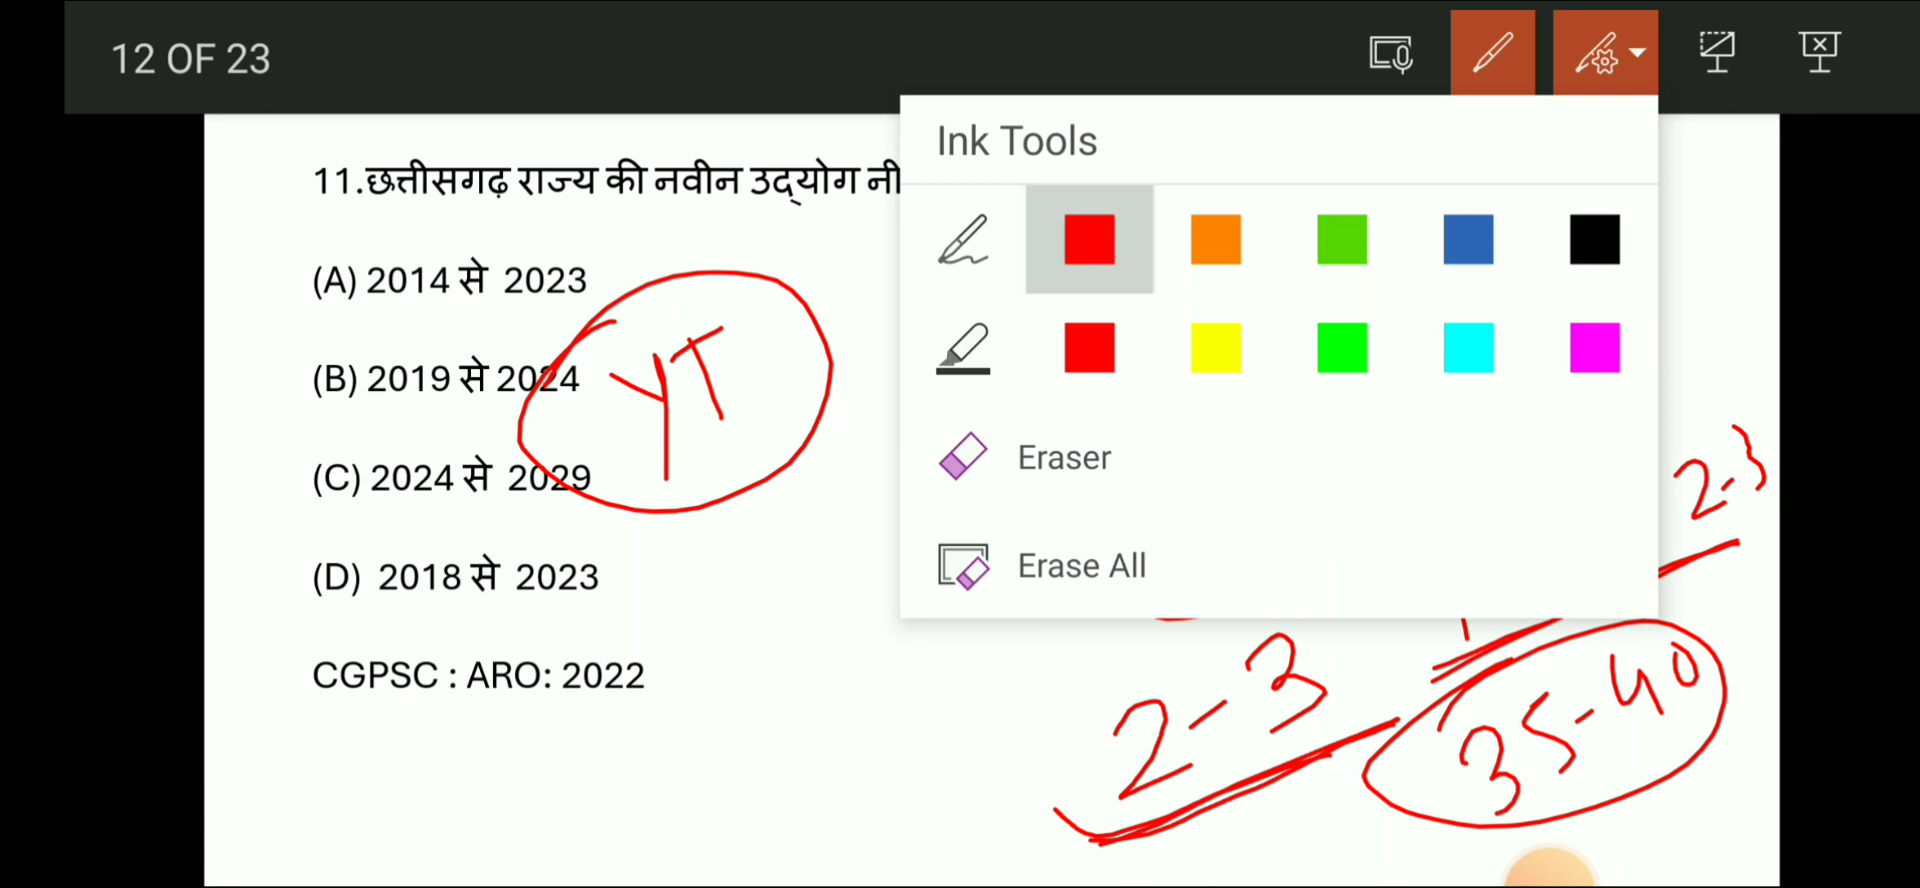 12 OF 23
Ink Tools
11.छत्तीसगढ़ राज्य की नवीन उद्योग नी
(A) 2014 से 2023
(B) 2019 से 2024
YT
(C) 2024 से 2029
(D) 2018 से 2023
CGPSC : ARO: 2022
Eraser
Erase All
2-3
2-3
35-40